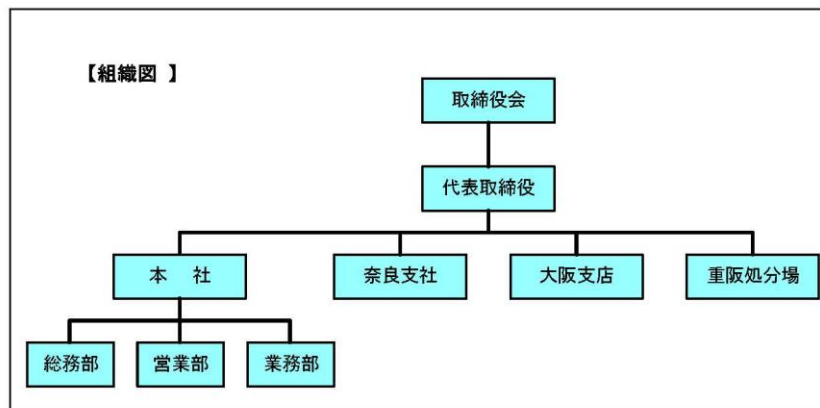 【組織図 】
取締役会
代表取締役
本　社
奈良支社
大阪支店
重阪処分場
総務部
営業部
業務部